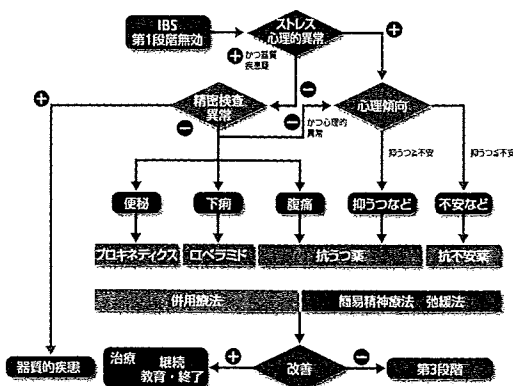 IBS
第1段階無効
ストレス
心理的異常
+
+
かつ器質
疾患疑
−
+
精密検査
異常
−
−
かつ心理的
異常
心理傾向
抑うつ≧不安
抑うつ≦不安
便秘
下痢
腹痛
抑うつなど
不安など
プロキネティクス
ロペラミド
抗うつ薬
抗不安薬
併用療法
簡易精神療法 弛緩法
器質的疾患
治療 継続
教育・終了
+
改善
−
第3段階